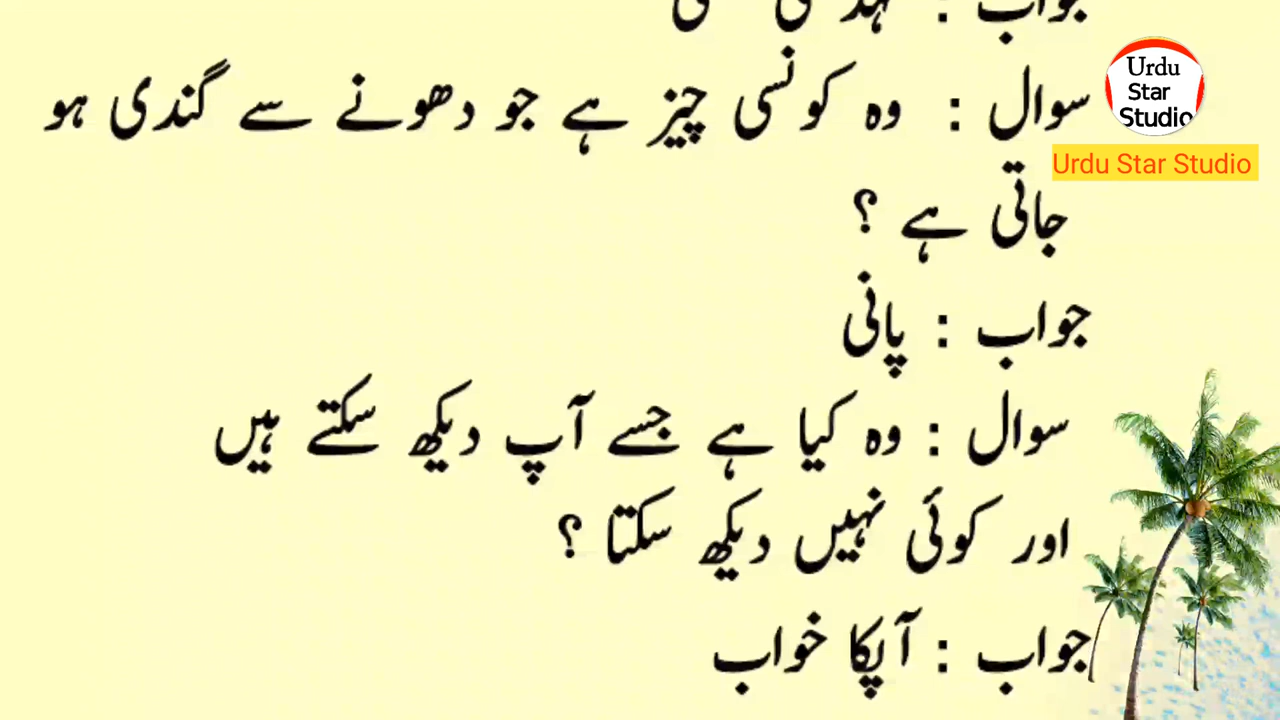 جواب :
سوال : وہ کونسی چیز ہے جو دھونے سے گندی ہو
جاتی ہے ؟
جواب : پانی
سوال : وہ کیا ہے جسے آپ دیکھ سکتے ہیں
اور کوئی نہیں دیکھ سکتا ؟
جواب : آپکا خواب
Urdu
Star
Studio
Urdu Star Studio